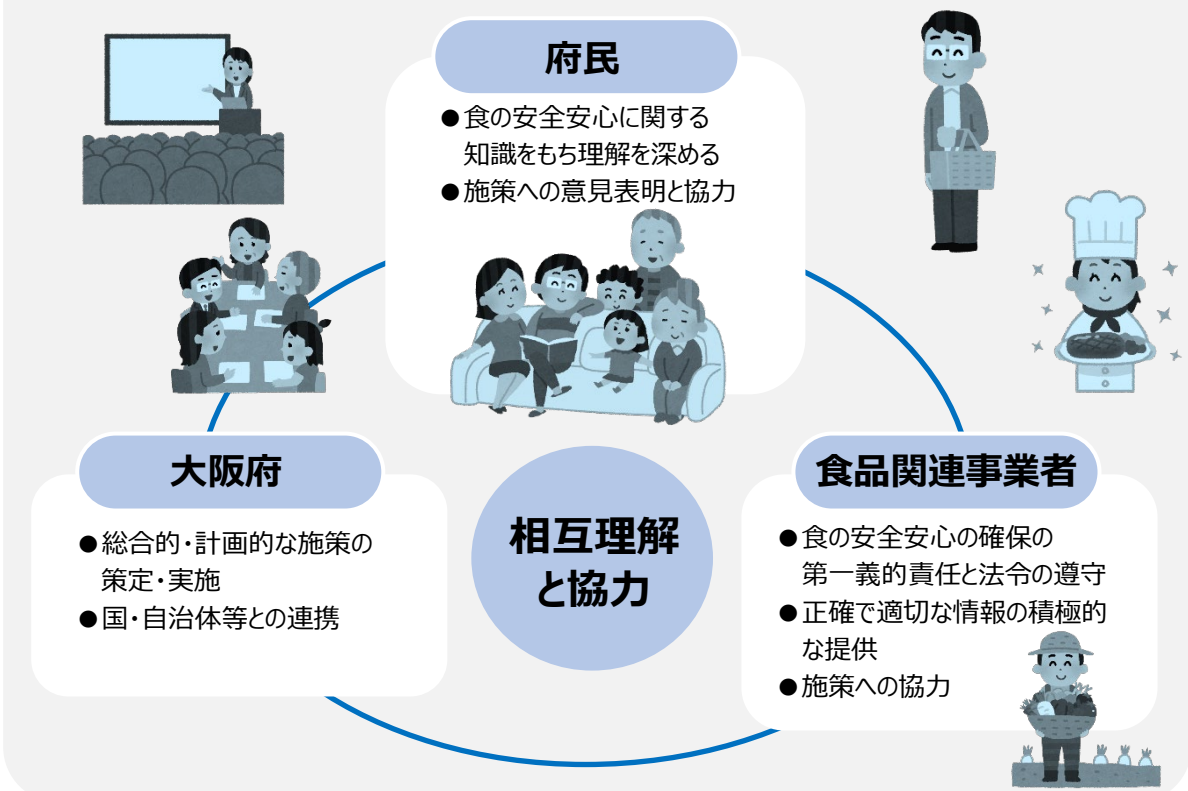 府民
●食の安全安心に関する
知識をもち理解を深める
●施策への意見表明と協力
大阪府
●総合的・計画的な施策の
策定・実施
●国・自治体等との連携
相互理解
と協力
食品関連事業者
●食の安全安心の確保の
第一義的責任と法令の遵守
●正確で適切な情報の積極的
な提供
●施策への協力